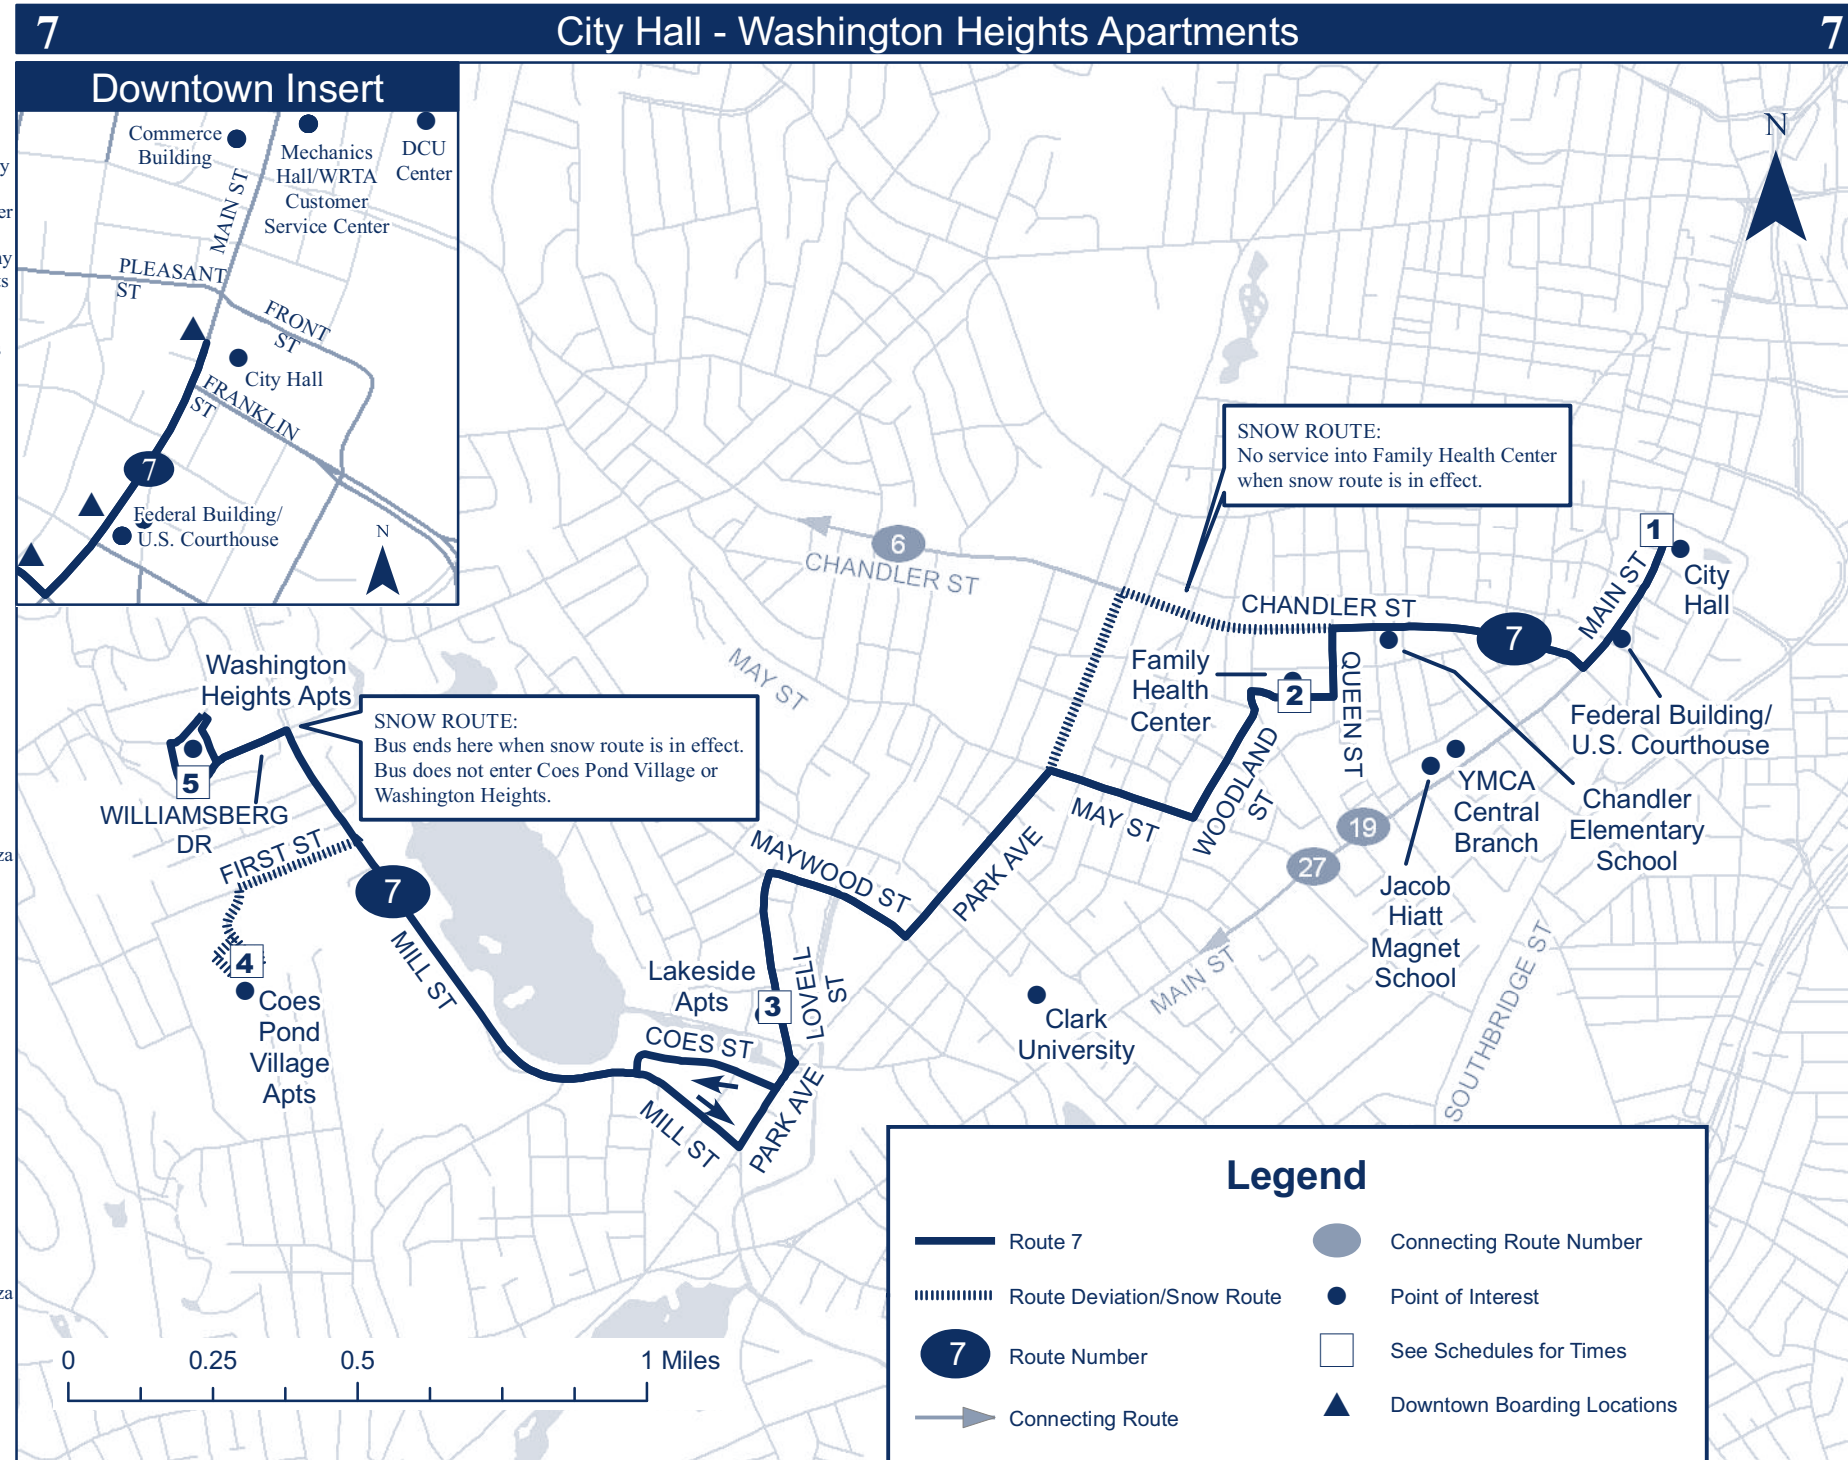 7
City Hall - Washington Heights Apartments
7
Downtown Insert
Commerce
Building
Mechanics
Hall/WRTA
Customer
Service Center
DCU
Center
MAIN ST
PLEASANT
ST
FRONT
ST
City Hall
FRANKLIN
ST
7
Federal Building/
U.S. Courthouse
N
y
er
ay
ts
za
za
N
SNOW ROUTE:
No service into Family Health Center
when snow route is in effect.
6
CHANDLER ST
1
City
Hall
MAIN ST
CHANDLER ST
7
MAY ST
Family
Health
Center
2
QUEEN ST
Federal Building/
U.S. Courthouse
Washington
Heights Apts
SNOW ROUTE:
Bus ends here when snow route is in effect.
Bus does not enter Coes Pond Village or
Washington Heights.
5
WILLIAMSBERG
DR
FIRST ST
7
MAYWOOD ST
PARK AVE
MAY ST
WOODLAND
ST
19
27
YMCA
Central
Branch
Chandler
Elementary
School
Jacob
Hiatt
Magnet
School
4
Coes
Pond
Village
Apts
MILL ST
Lakeside
Apts
3
LOVELL
ST
COES ST
MILL ST
PARK AVE
Clark
University
MAIN ST
SOUTHBRIDGE ST
Legend
Route 7
Route Deviation/Snow Route
7
Route Number
Connecting Route
Connecting Route Number
Point of Interest
See Schedules for Times
Downtown Boarding Locations
0
0.25
0.5
1 Miles